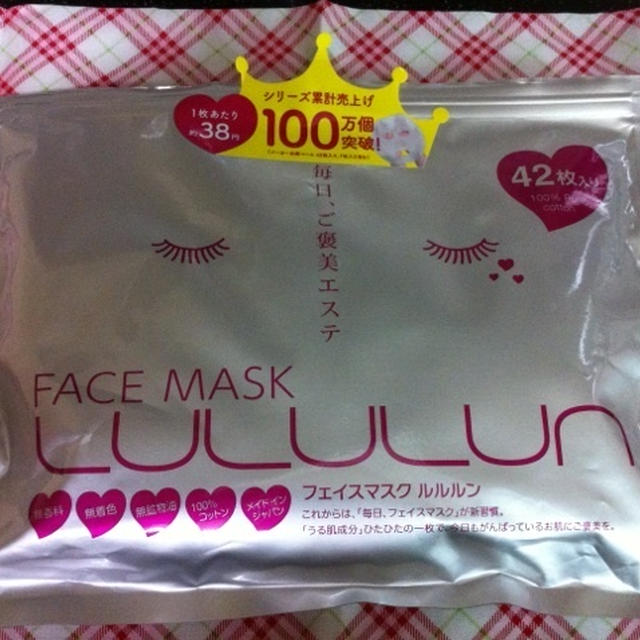 シリーズ累計売上げ
1枚あたり
約38円
100万個
突破!
42枚入り
100%
cotton
毎日、ご褒美エステ
FACE MASK
LULULUN
無香料
無着色
無鉱物油
100%
コットン
メイドイン
ジャパン
フェイスマスク ルルルン
これからは、「毎日、フェイスマスク」が新習慣。
「うる肌成分」ひたひたの一枚で、今日もがんばっているお肌にご褒美を。